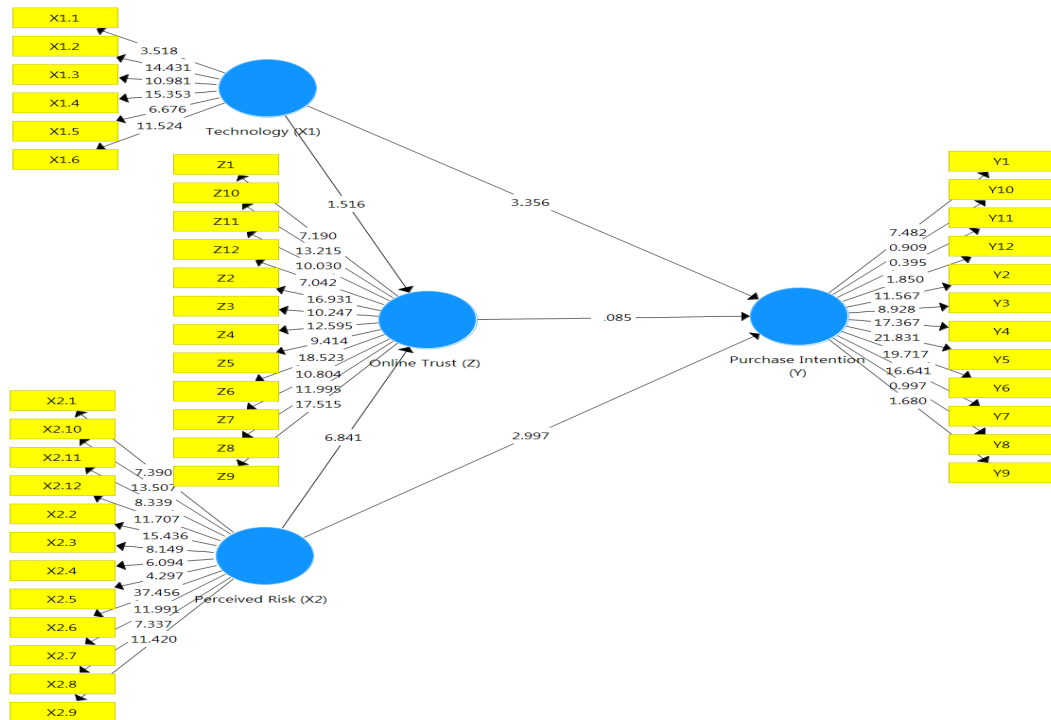 X1.1
X1.2
X1.3
X1.4
X1.5
X1.6
3.518
14.431
10.981
15.353
6.676
11.524
Technology (X1)
Z1
Z10
Z11
Z12
Z2
Z3
Z4
Z5
Z6
Z7
Z8
Z9
7.190
13.215
10.030
7.042
16.931
10.247
12.595
9.414
18.523
10.804
11.995
17.515
Online Trust (Z)
1.516
3.356
.085
6.841
2.997
X2.1
X2.10
X2.11
X2.12
X2.2
X2.3
X2.4
X2.5
X2.6
X2.7
X2.8
X2.9
7.390
13.507
8.339
11.707
15.436
8.149
6.094
4.297
37.456
11.991
7.337
11.420
Perceived Risk (X2)
Purchase Intention
(Y)
7.482
0.909
0.395
1.850
11.567
8.928
17.367
21.831
19.717
16.641
0.997
1.680
Y1
Y10
Y11
Y12
Y2
Y3
Y4
Y5
Y6
Y7
Y8
Y9